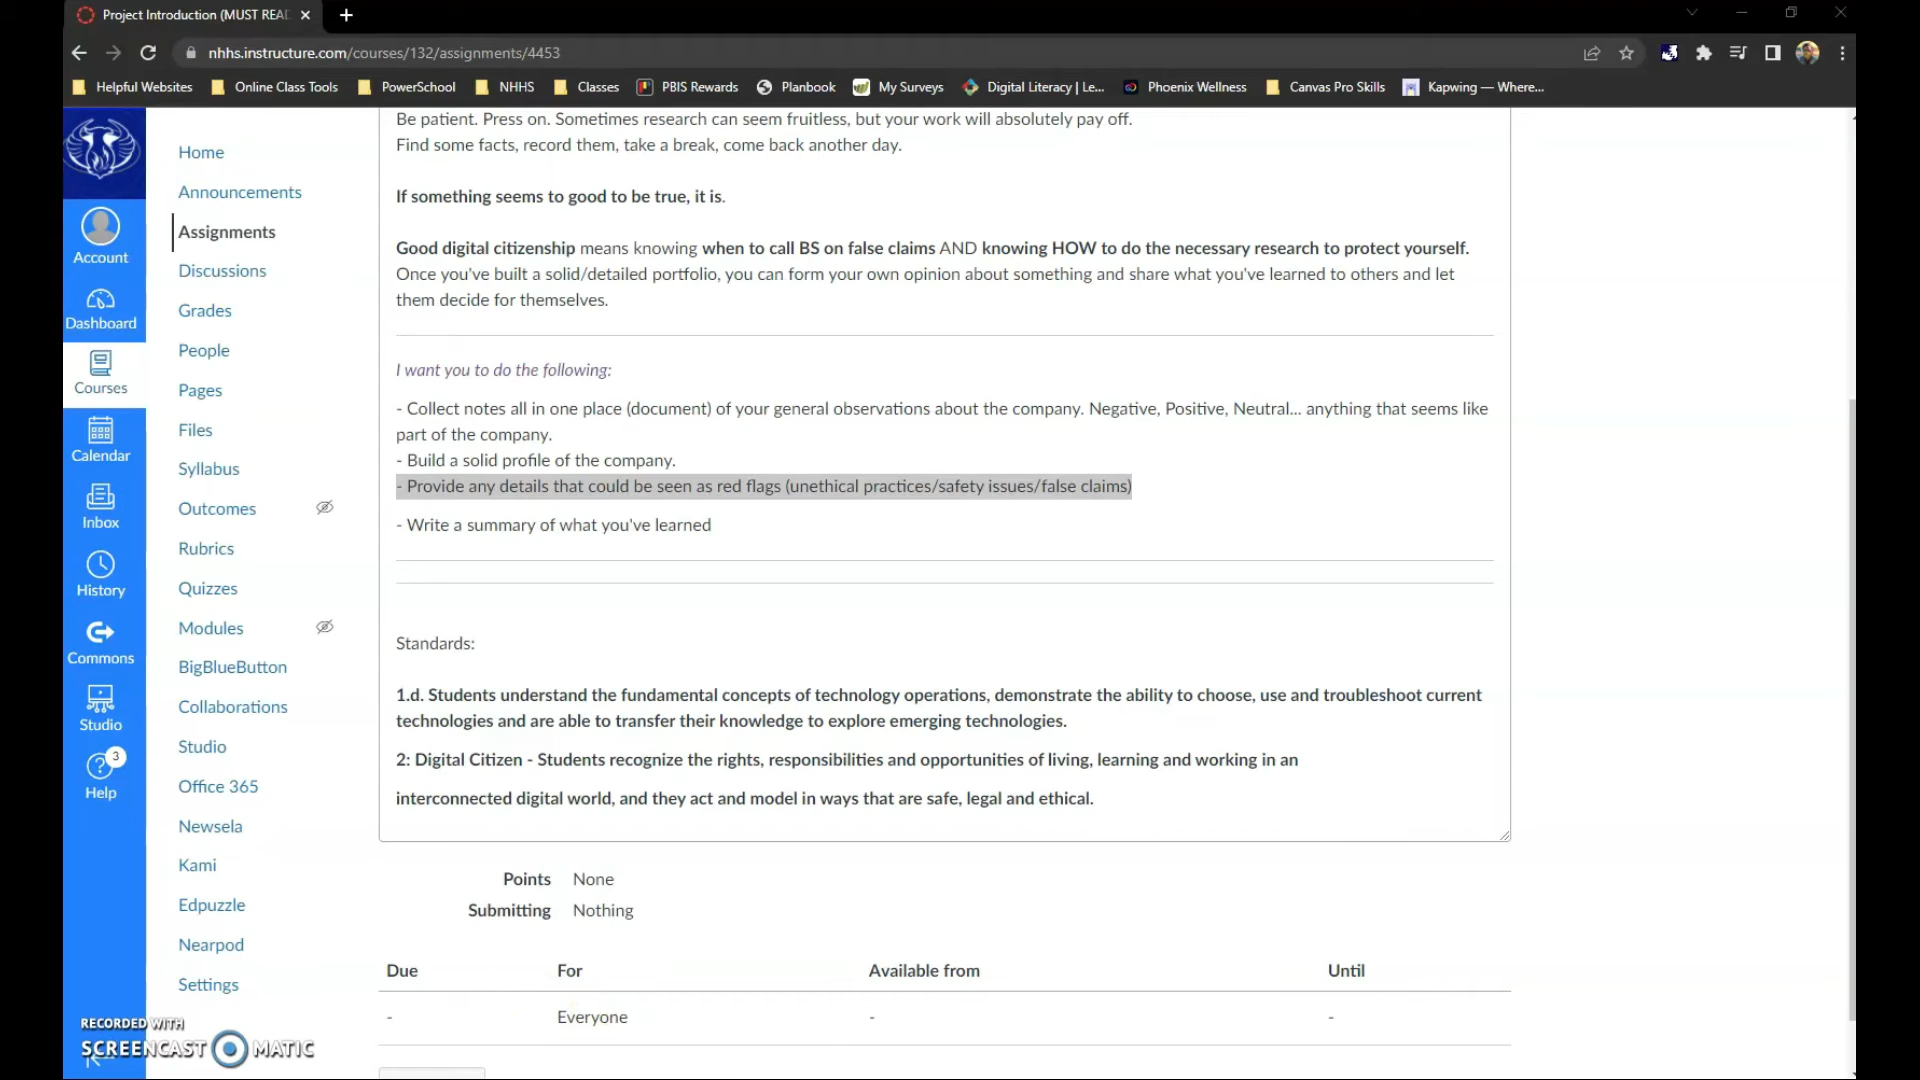 Project Introduction (MUST REA
nhhs.instructure.com/courses/132/assignments/4453
Helpful Websites
Online Class Tools
PowerSchool
NHHS
Classes
PBIS Rewards
Planbook
My Surveys
Digital Literacy | Le...
Phoenix Wellness
Canvas Pro Skills
Kapwing — Where...
Account
Dashboard
Courses
Calendar
Inbox
History
Commons
Studio
3
Help
Home
Announcements
Assignments
Discussions
Grades
People
Pages
Files
Syllabus
Outcomes
Rubrics
Quizzes
Modules
BigBlueButton
Collaborations
Studio
Office 365
Newsela
Kami
Edpuzzle
Nearpod
Settings
Be patient. Press on. Sometimes research can seem fruitless, but your work will absolutely pay off.
Find some facts, record them, take a break, come back another day.
If something seems to good to be true, it is.
Good digital citizenship means knowing when to call BS on false claims AND knowing HOW to do the necessary research to protect yourself.
Once you've built a solid/detailed portfolio, you can form your own opinion about something and share what you've learned to others and let
them decide for themselves.
I want you to do the following:
- Collect notes all in one place (document) of your general observations about the company. Negative, Positive, Neutral... anything that seems like
part of the company.
- Build a solid profile of the company.
- Provide any details that could be seen as red flags (unethical practices/safety issues/false claims)
- Write a summary of what you've learned
Standards:
1.d. Students understand the fundamental concepts of technology operations, demonstrate the ability to choose, use and troubleshoot current
technologies and are able to transfer their knowledge to explore emerging technologies.
2: Digital Citizen - Students recognize the rights, responsibilities and opportunities of living, learning and working in an
interconnected digital world, and they act and model in ways that are safe, legal and ethical.
Points None
Submitting Nothing
Due For Available from Until
- Everyone - -
RECORDED WITH
SCREENCAST MATIC